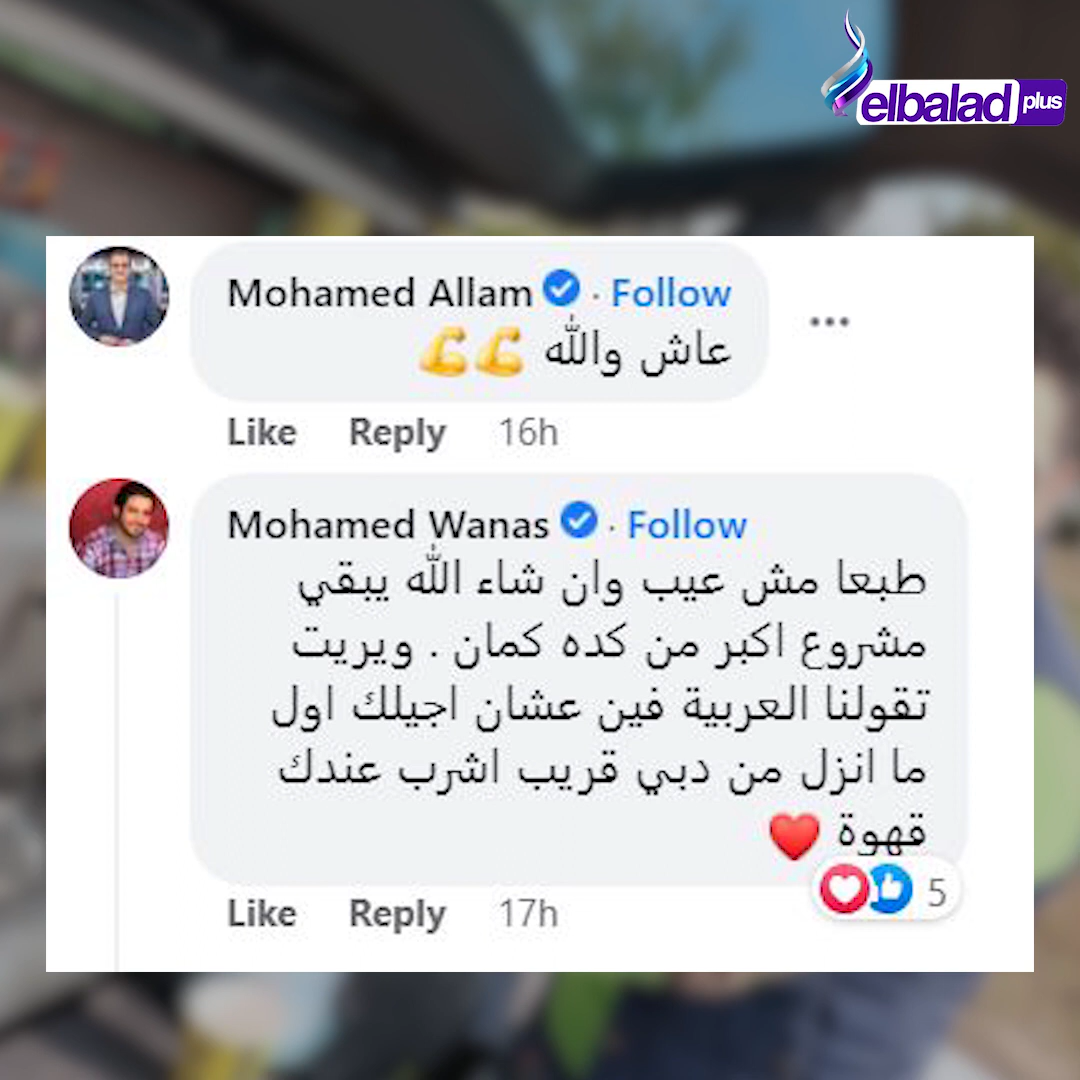 elbalad plus
Mohamed Allam · Follow
عاش والله 💪💪
Like Reply 16h
Mohamed Wanas · Follow
طبعا مش عيب وان شاء الله يبقي
مشروع اكبر من كده كمان . ويريت
تقولنا العربية فين عشان اجيلك اول
ما انزل من دبي قريب اشرب عندك
قهوة ♥
5
Like Reply 17h